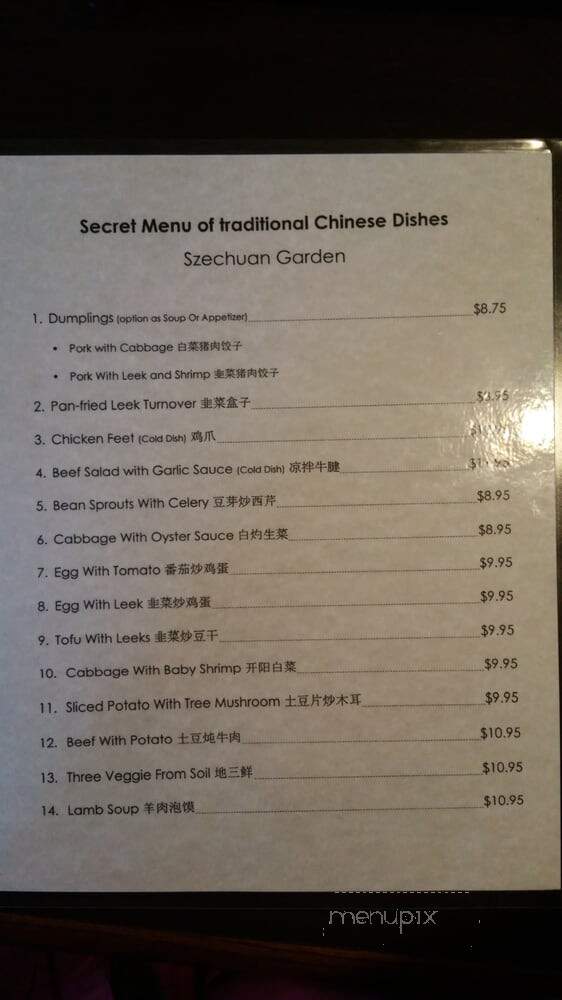 Secret Menu of traditional Chinese Dishes
Szechuan Garden
1. Dumplings (option as Soup Or Appetizer) $8.75
• Pork with Cabbage 白菜猪肉饺子
• Pork With Leek and Shrimp 韭菜猪肉饺子
2. Pan-fried Leek Turnover 韭菜盒子
3. Chicken Feet (Cold Dish) 鸡爪
4. Beef Salad with Garlic Sauce (Cold Dish) 凉拌牛腱
5. Bean Sprouts With Celery 豆芽炒西芹 $8.95
6. Cabbage With Oyster Sauce 白灼生菜 $8.95
7. Egg With Tomato 番茄炒鸡蛋 $9.95
8. Egg With Leek 韭菜炒鸡蛋 $9.95
9. Tofu With Leeks 韭菜炒豆干 $9.95
10. Cabbage With Baby Shrimp 开阳白菜 $9.95
11. Sliced Potato With Tree Mushroom 土豆片炒木耳 $9.95
12. Beef With Potato 土豆炖牛肉 $10.95
13. Three Veggie From Soil 地三鲜 $10.95
14. Lamb Soup 羊肉泡馍 $10.95
menupix